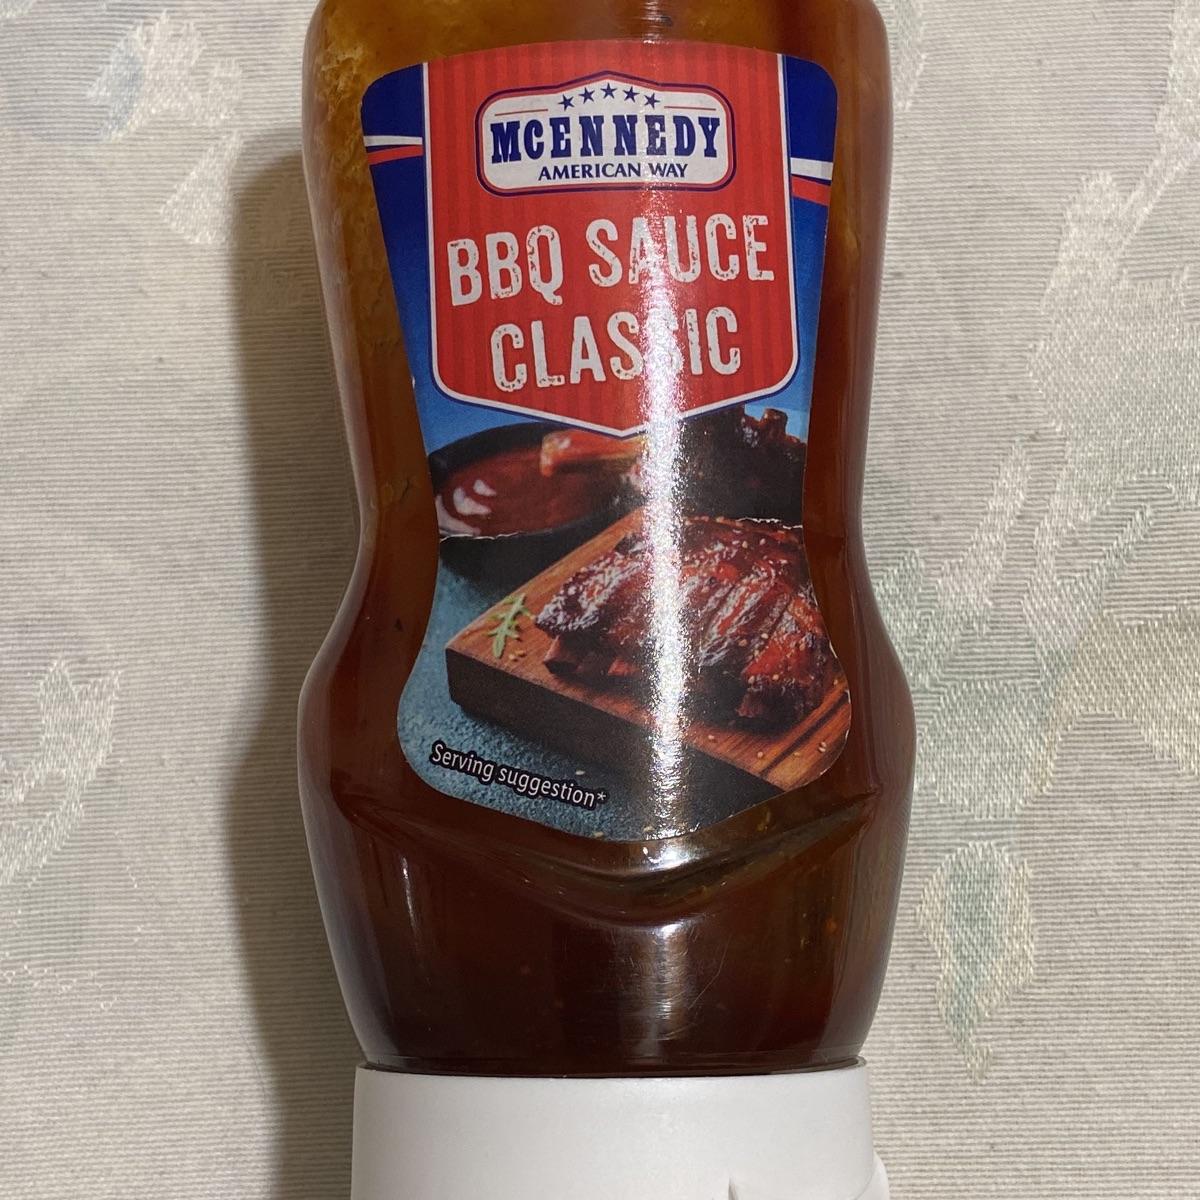 MCENNEDY
AMERICAN WAY
BBQ SAUCE
CLASSIC
Serving suggestion*